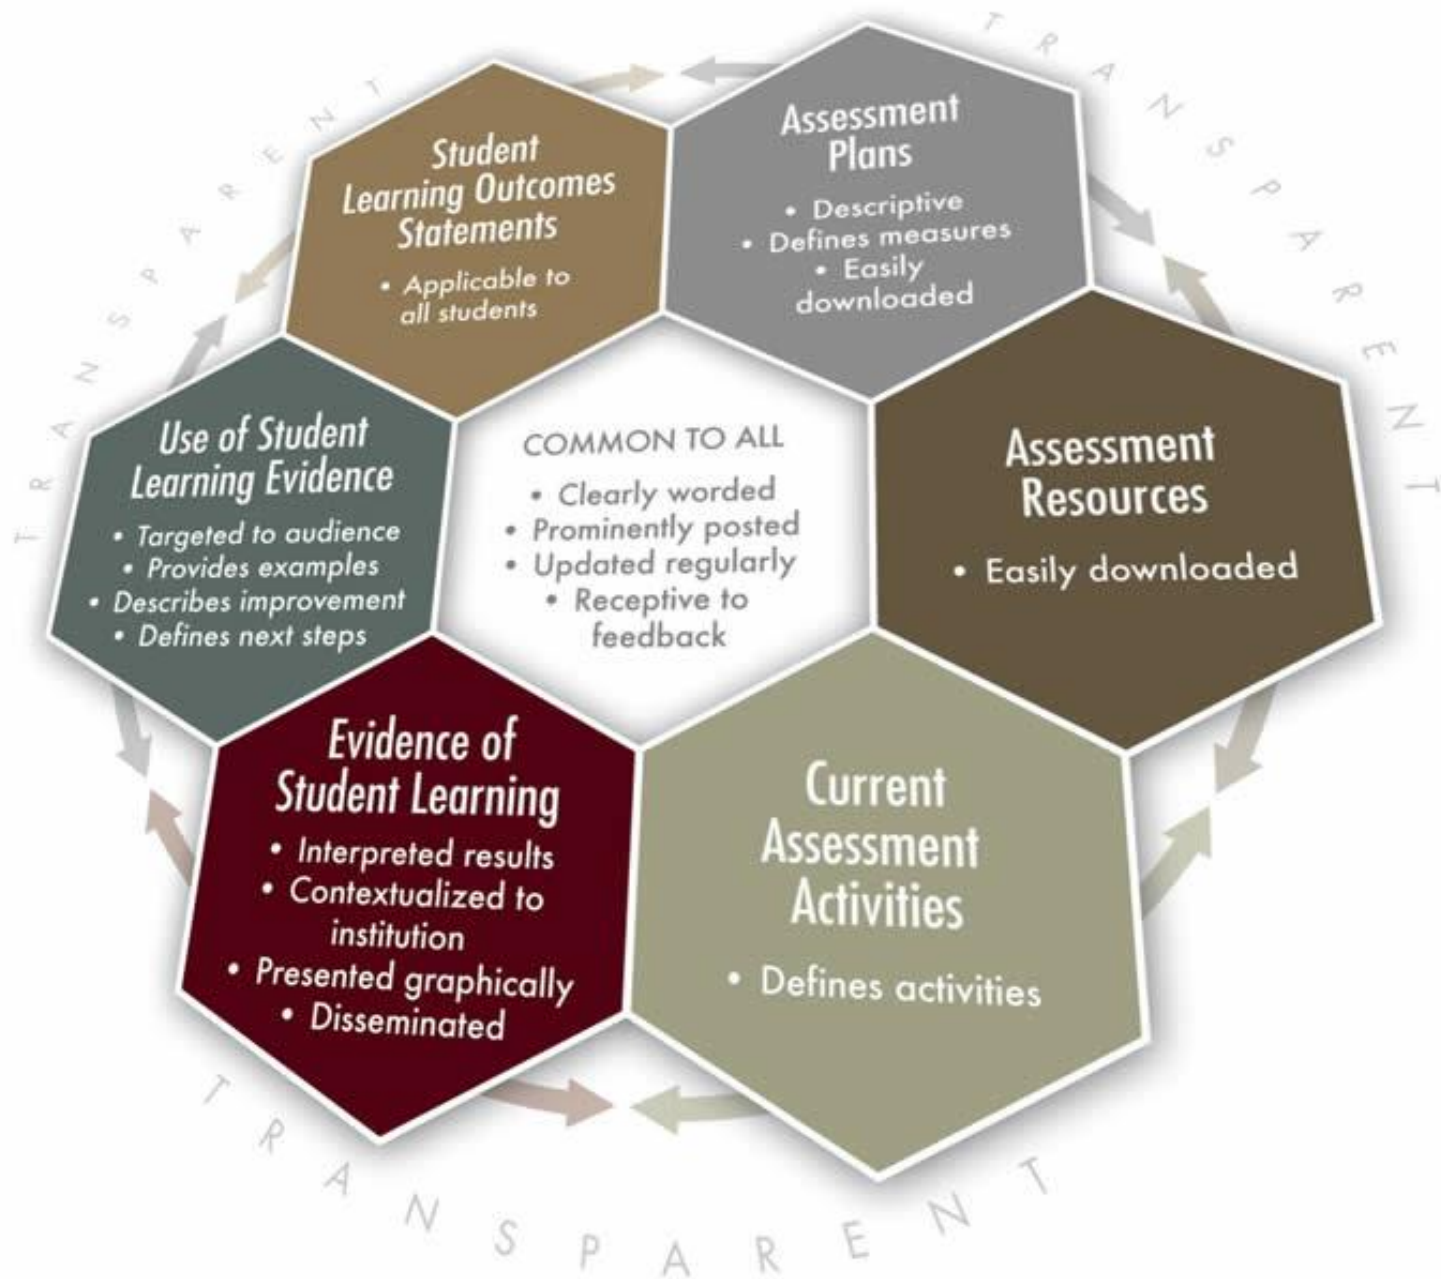 TRANSPARENT
TRANSPARENT
Student
Learning Outcomes
Statements
• Applicable to
all students
Assessment
Plans
• Descriptive
• Defines measures
• Easily
downloaded
Use of Student
Learning Evidence
• Targeted to audience
• Provides examples
• Describes improvement
• Defines next steps
COMMON TO ALL
• Clearly worded
• Prominently posted
• Updated regularly
• Receptive to
feedback
Assessment
Resources
• Easily downloaded
Evidence of
Student Learning
• Interpreted results
• Contextualized to
institution
• Presented graphically
• Disseminated
Current
Assessment
Activities
• Defines activities
TRANSPARENT